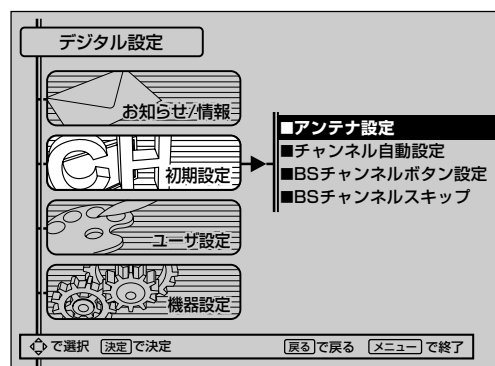 デジタル設定
お知らせ/情報
CH
初期設定
ユーザ設定
機器設定
■アンテナ設定
■チャンネル自動設定
■BSチャンネルボタン設定
■BSチャンネルスキップ
で選択 決定で決定 戻るで戻る メニューで終了